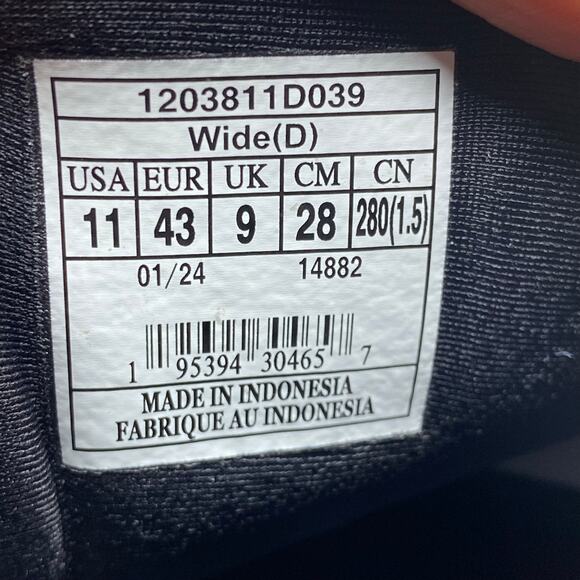 1203811D039
Wide(D)
USA EUR UK CM CN
11 43 9 28 280(1.5)
01/24 14882
1 95394 30465 7
MADE IN INDONESIA
FABRIQUE AU INDONESIA